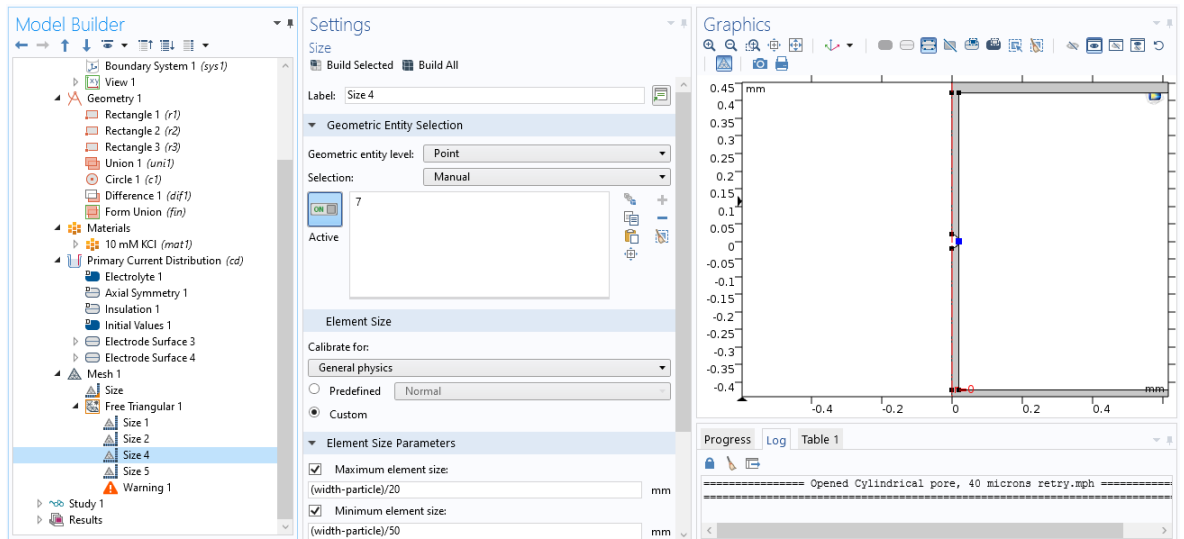 Model Builder
Boundary System 1 (sys1)
View 1
Geometry 1
Rectangle 1 (r1)
Rectangle 2 (r2)
Rectangle 3 (r3)
Union 1 (uni1)
Circle 1 (c1)
Difference 1 (dif1)
Form Union (fin)
Materials
10 mM KCl (mat1)
Primary Current Distribution (cd)
Electrolyte 1
Axial Symmetry 1
Insulation 1
Initial Values 1
Electrode Surface 3
Electrode Surface 4
Mesh 1
Size
Free Triangular 1
Size 1
Size 2
Size 4
Size 5
Warning 1
Study 1
Results
Settings
Size
Build Selected Build All
Label: Size 4
Geometric Entity Selection
Geometric entity level: Point
Selection: Manual
ON
7
Active
Element Size
Calibrate for:
General physics
Predefined Normal
Custom
Element Size Parameters
Maximum element size:
(width-particle)/20 mm
Minimum element size:
(width-particle)/50 mm
Graphics
0.45 mm
0.4
0.35
0.3
0.25
0.2
0.15
0.1
0.05
0
-0.05
-0.1
-0.15
-0.2
-0.25
-0.3
-0.35
-0.4
0 mm
-0.4 -0.2 0 0.2 0.4
Progress Log Table 1
================ Opened Cylindrical pore, 40 microns retry.mph ============